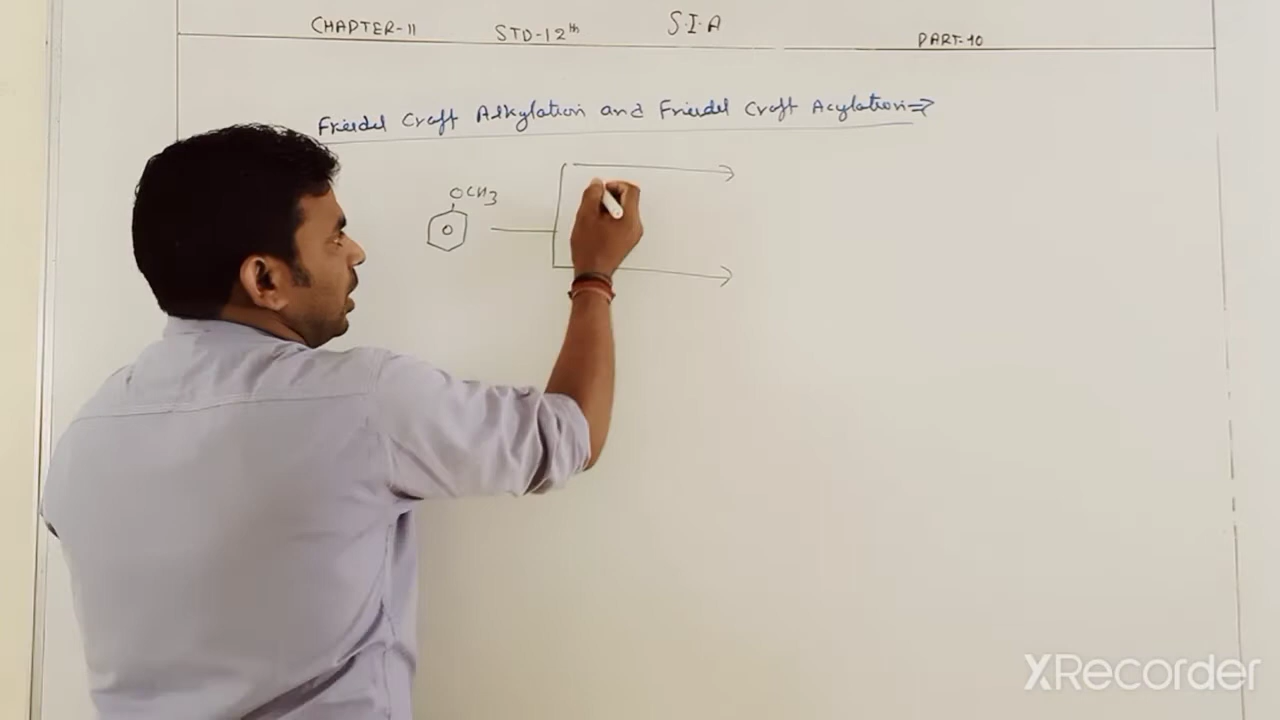 CHAPTER-11 STD-12th S.I.A PART-10
Friedel Craft Alkylation and Friedel Craft Acylation⇒
OCH3
XRecorder